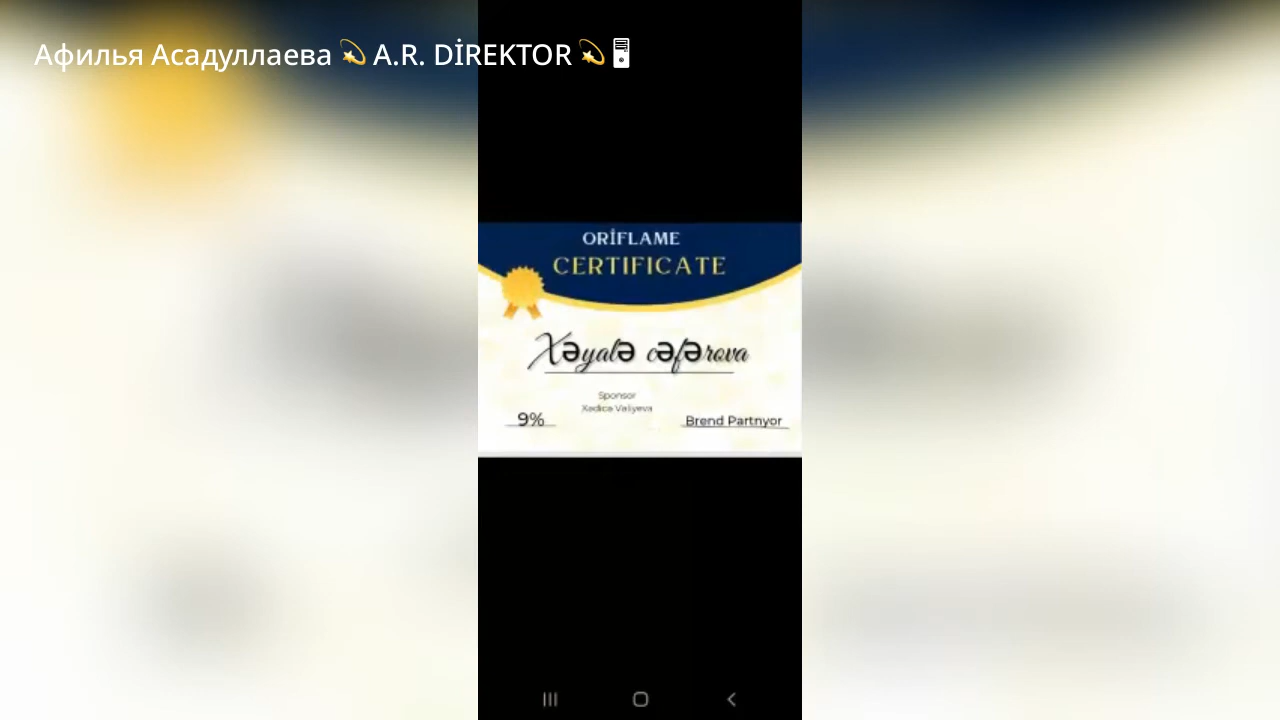 Афилья Асадуллаева 💫 A.R. DİREKTOR 💫 🖥
ORİFLAME
CERTIFICATE
Xəyalə cəfərova
Sponsor
Xədicə Vəliyeva
9%
Brend Partnyor